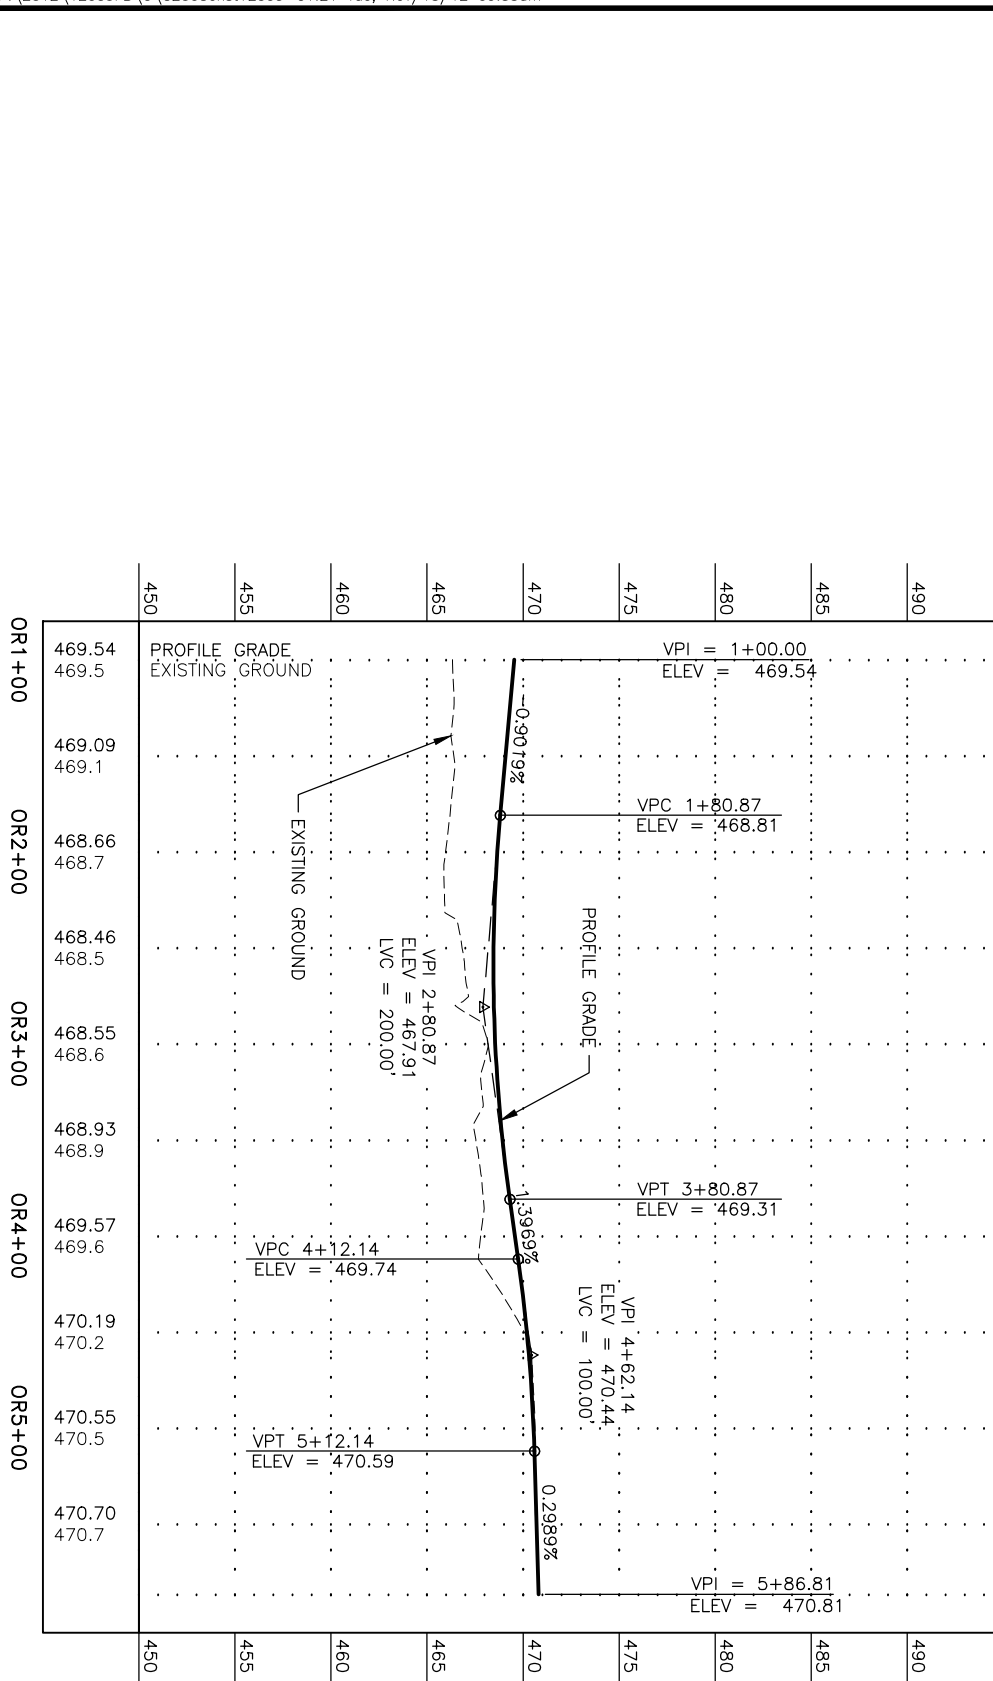 450
455
460
465
470
475
480
485
490
OR1+00
469.54
469.5
PROFILE GRADE
EXISTING GROUND
VPI = 1+00.00
ELEV = 469.54
-0.9019%
469.09
469.1
VPC 1+80.87
ELEV = 468.81
OR2+00
468.66
468.7
EXISTING GROUND
PROFILE GRADE
468.46
468.5
VPI 2+80.87
ELEV = 467.91
LVC = 200.00'
OR3+00
468.55
468.6
468.93
468.9
VPT 3+80.87
ELEV = 469.31
1.3969%
OR4+00
469.57
469.6
VPC 4+12.14
ELEV = 469.74
VPI 4+62.14
ELEV = 470.44
LVC = 100.00'
470.19
470.2
OR5+00
470.55
470.5
VPT 5+12.14
ELEV = 470.59
0.2989%
470.70
470.7
VPI = 5+86.81
ELEV = 470.81
450
455
460
465
470
475
480
485
490